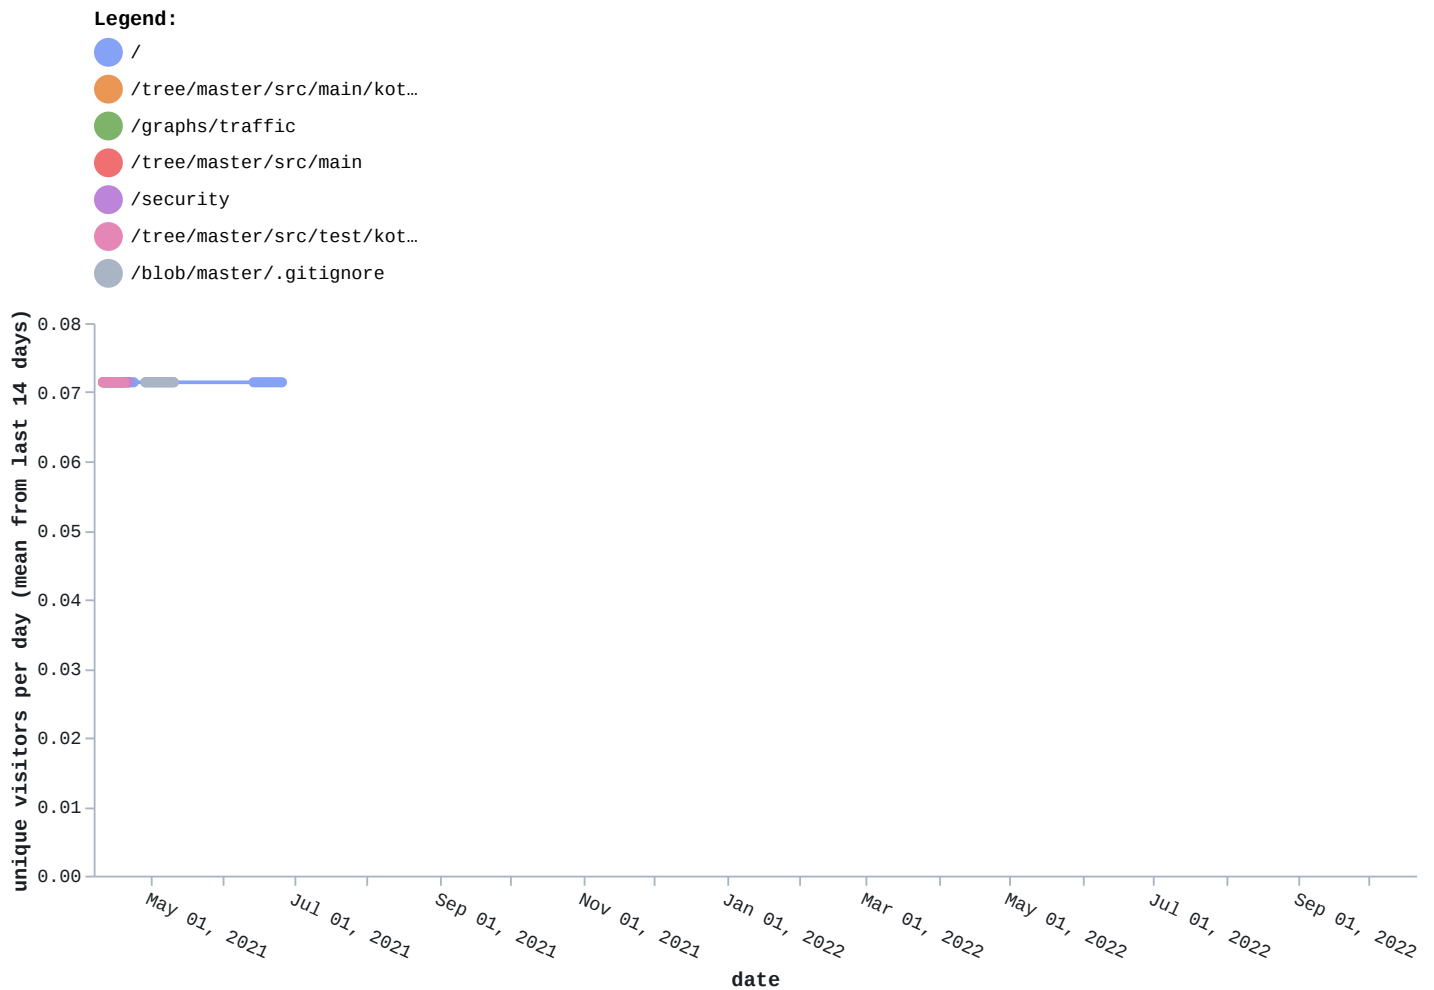 Legend:
/
/tree/master/src/main/kot…
/graphs/traffic
/tree/master/src/main
/security
/tree/master/src/test/kot…
/blob/master/.gitignore
unique visitors per day (mean from last 14 days)
0.08
0.07
0.06
0.05
0.04
0.03
0.02
0.01
0.00
May 01, 2021
Jul 01, 2021
Sep 01, 2021
Nov 01, 2021
Jan 01, 2022
Mar 01, 2022
May 01, 2022
Jul 01, 2022
Sep 01, 2022
date